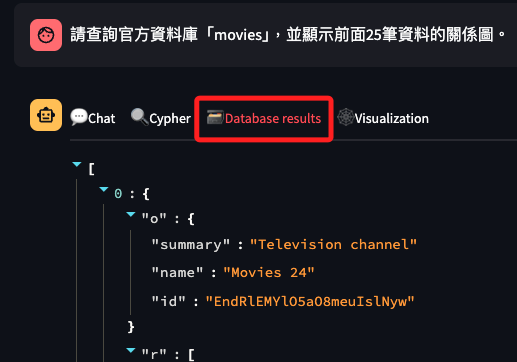 請查詢官方資料庫「movies」，並顯示前面25筆資料的關係圖。
Chat Cypher Database results Visualization
[
0 : {
"o" : {
"summary" : "Television channel"
"name" : "Movies 24"
"id" : "EndRlEMYlO5aO8meuIslNyw"
}
"r" : [